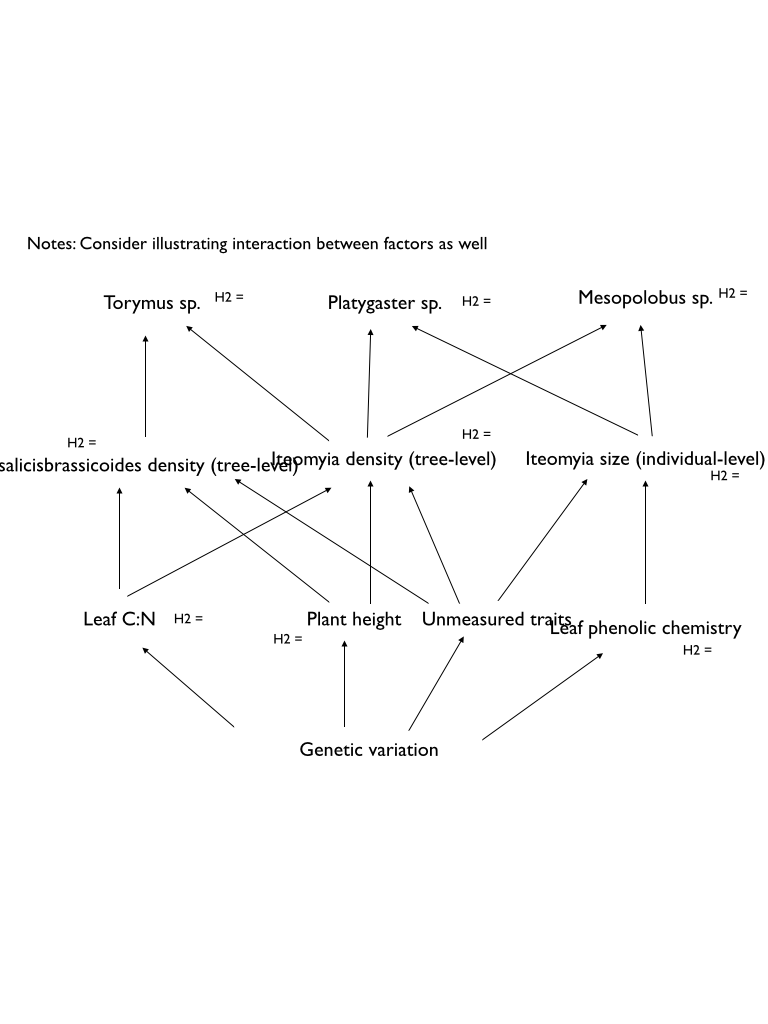 Notes: Consider illustrating interaction between factors as well
Torymus sp.
H2 =
Platygaster sp.
H2 =
Mesopolobus sp.
H2 =
H2 =
salicisbrassicoides density (tree-level)
H2 =
Iteomyia density (tree-level)
Iteomyia size (individual-level)
H2 =
Leaf C:N
H2 =
Plant height
H2 =
Unmeasured traits
Leaf phenolic chemistry
H2 =
Genetic variation